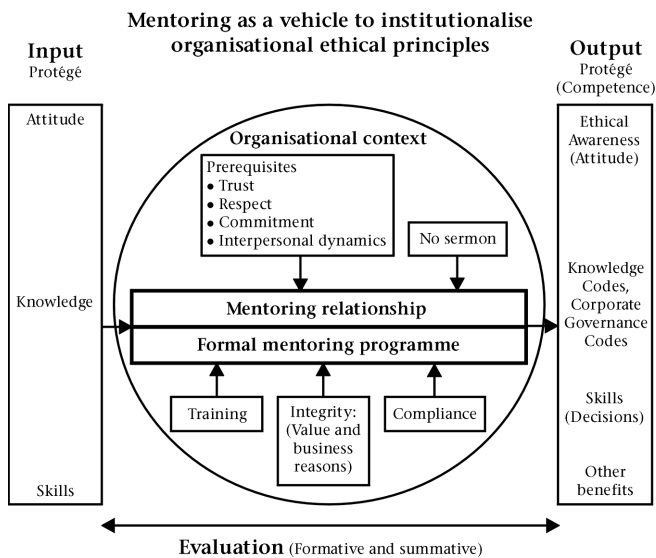 Mentoring as a vehicle to institutionalise
organisational ethical principles
Input
Protégé
Attitude
Knowledge
Skills
Organisational context
Prerequisites
● Trust
● Respect
● Commitment
● Interpersonal dynamics
No sermon
Mentoring relationship
Formal mentoring programme
Training
Integrity:
(Value and
business
reasons)
Compliance
Output
Protégé
(Competence)
Ethical
Awareness
(Attitude)
Knowledge
Codes,
Corporate
Governance
Codes
Skills
(Decisions)
Other
benefits
Evaluation (Formative and summative)